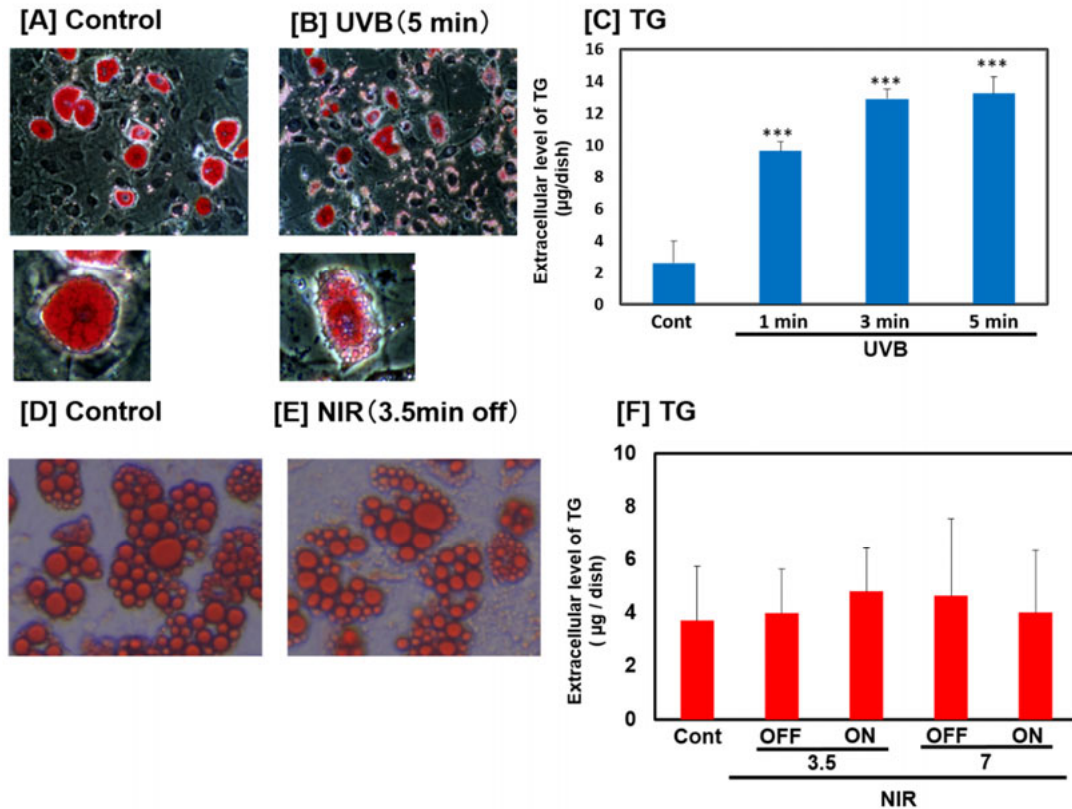 [A] Control
[B] UVB(5 min)
[C] TG
Extracellular level of TG
(µg/dish)
16
14
12
10
8
6
4
2
0
***
***
***
Cont
1 min
3 min
5 min
UVB
[D] Control
[E] NIR(3.5min off)
[F] TG
Extracellular level of TG
( µg / dish)
10
8
6
4
2
0
Cont
OFF
ON
OFF
ON
3.5
7
NIR